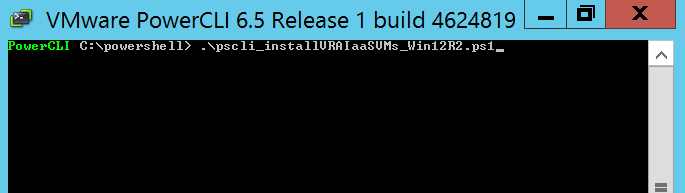 VMware PowerCLI 6.5 Release 1 build 4624819
PowerCLI C:\powershell> .\pscli_installVRAIaaSVMs_Win12R2.ps1